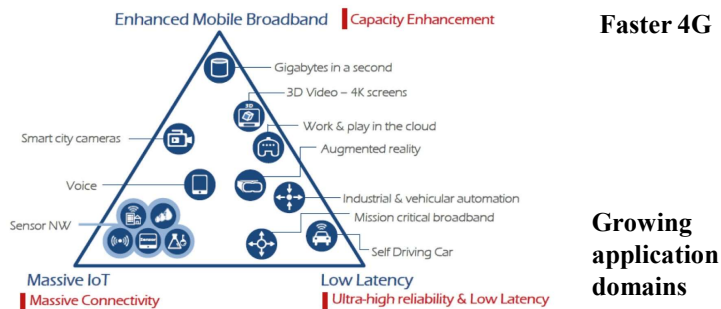 Enhanced Mobile Broadband
Capacity Enhancement
Faster 4G
Gigabytes in a second
3D Video – 4K screens
3D
Work & play in the cloud
Smart city cameras
Augmented reality
Voice
Industrial & vehicular automation
Mission critical broadband
Sensor NW
Self Driving Car
Growing
application
domains
Massive IoT
Low Latency
Massive Connectivity
Ultra-high reliability & Low Latency